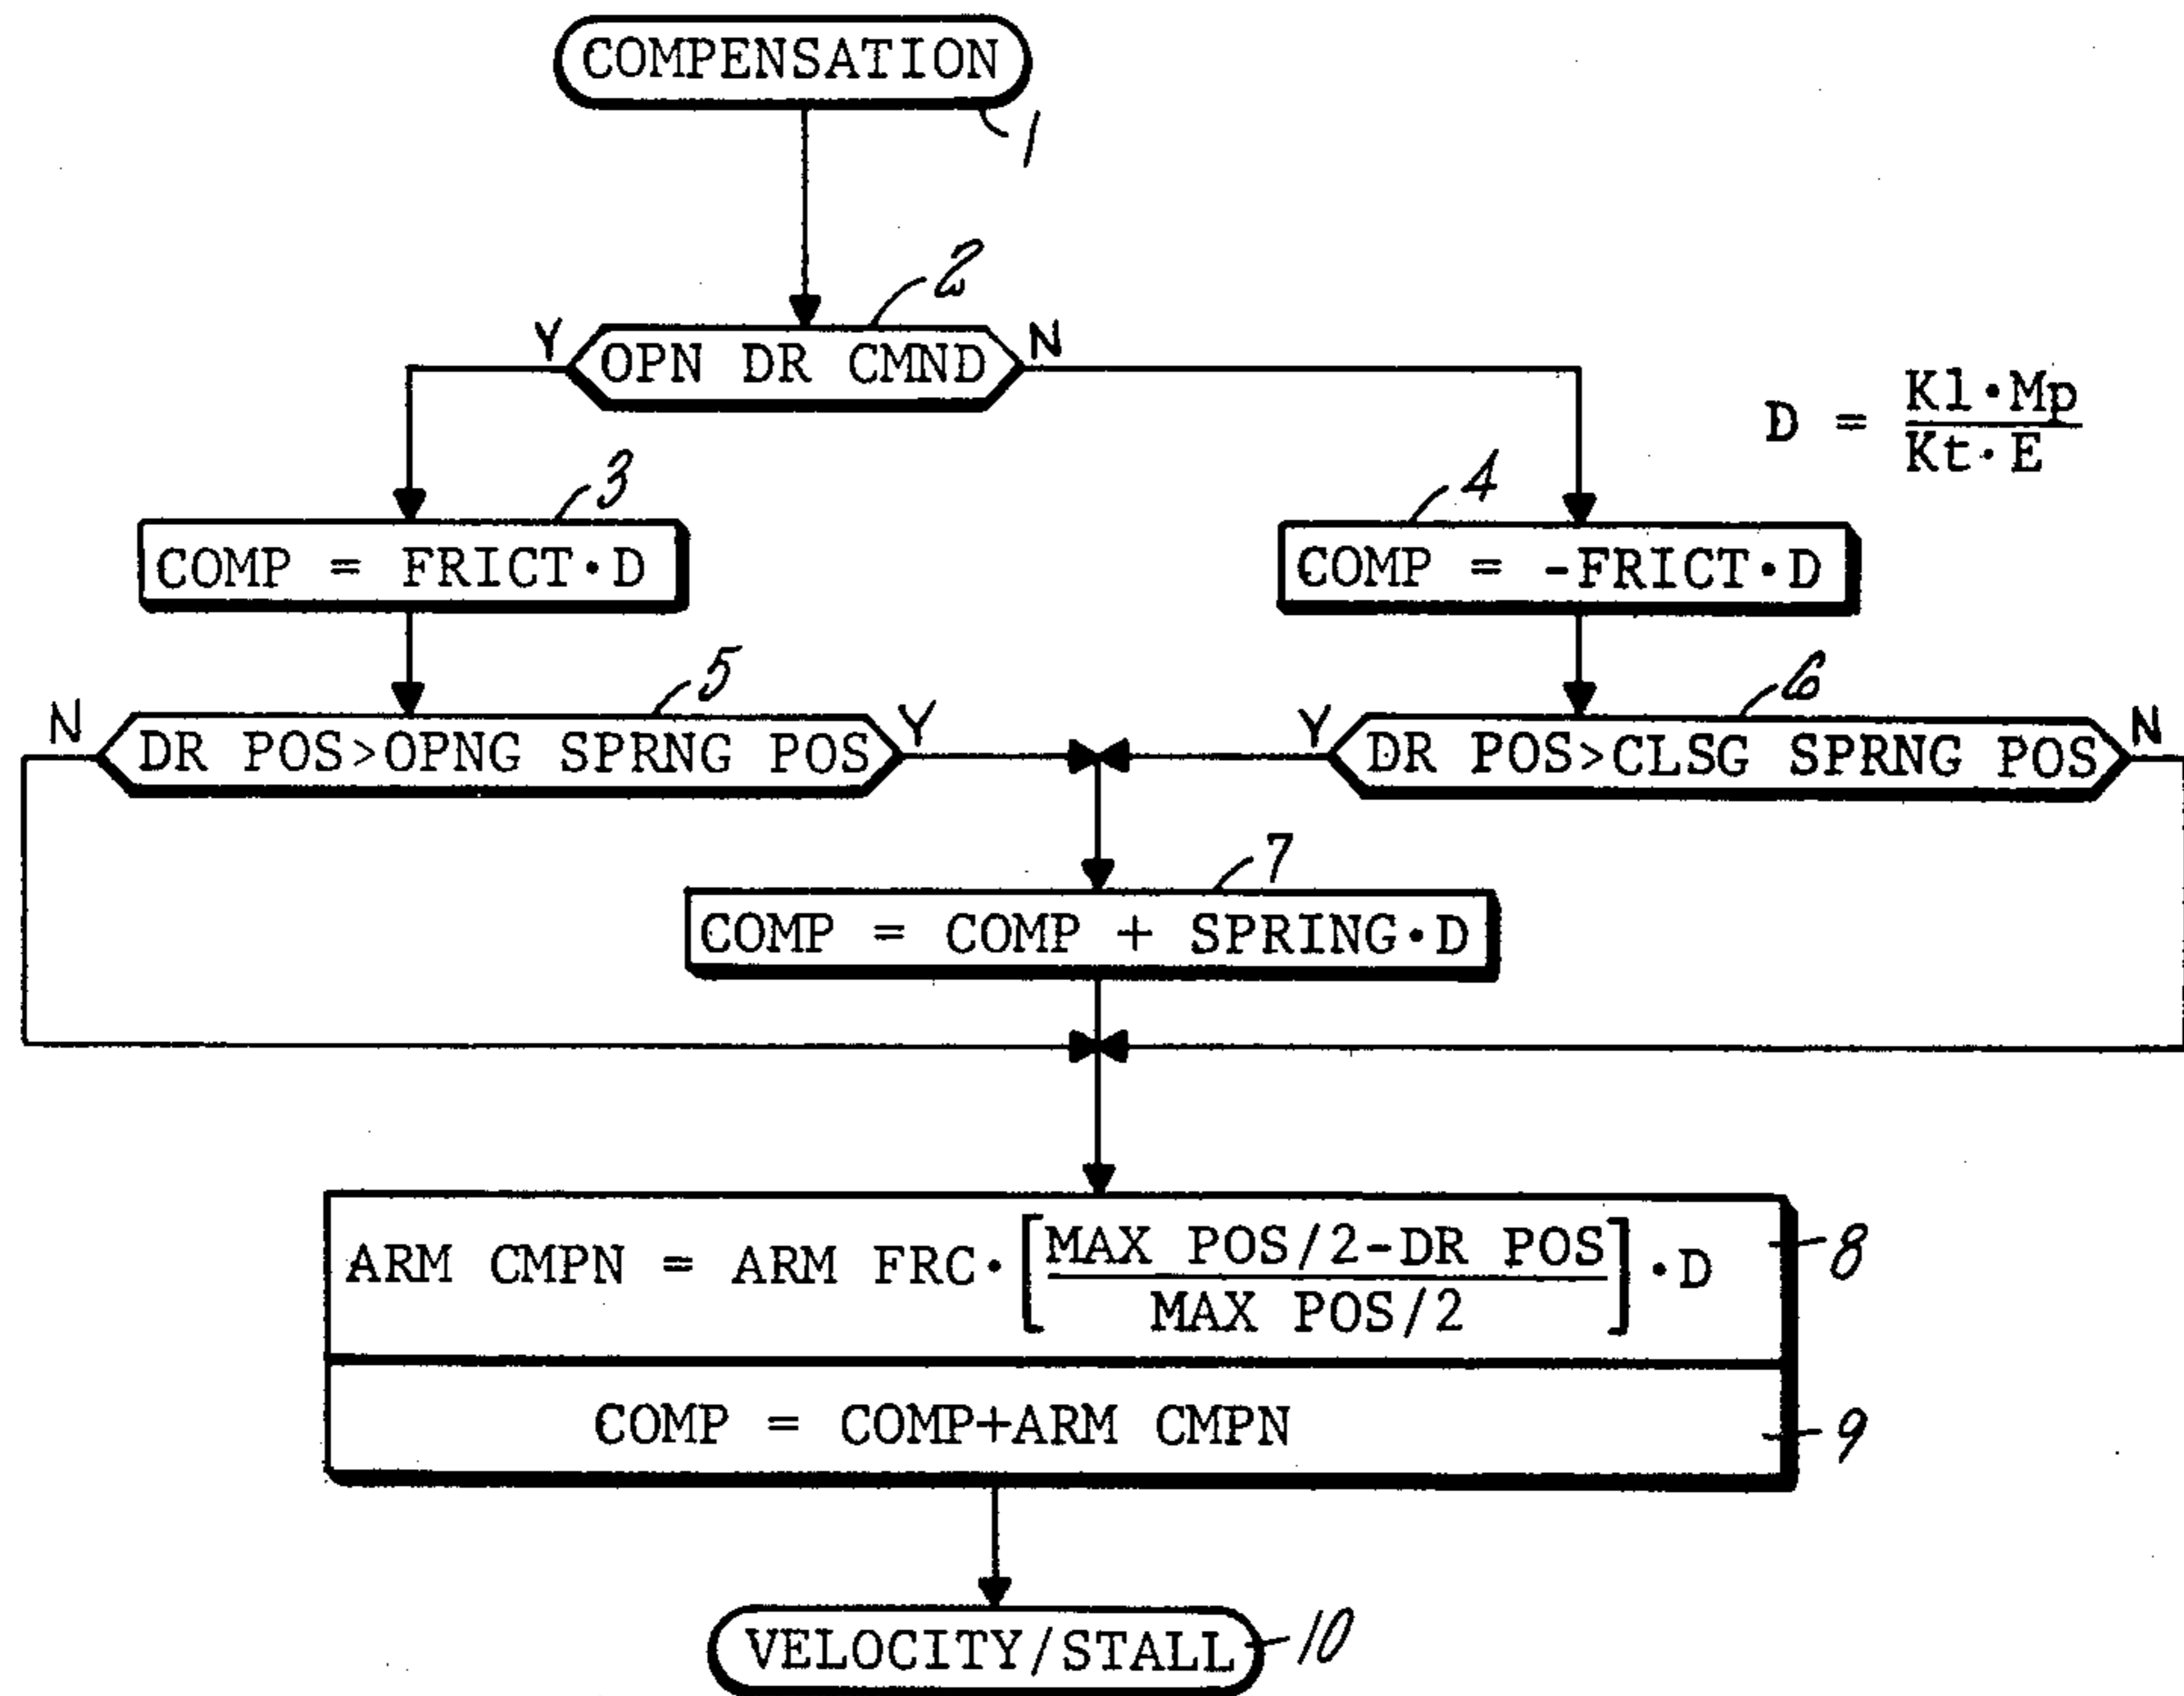 COMPENSATION
1
2
Y
OPN DR CMND
N
D = Kl·Mp
Kt·E
3
4
COMP = FRICT·D
COMP = -FRICT·D
5
6
N
DR POS>OPNG SPRNG POS
Y
Y
DR POS>CLSG SPRNG POS
N
7
COMP = COMP + SPRING·D
ARM CMPN = ARM FRC·[MAX POS/2-DR POS
MAX POS/2]·D
8
COMP = COMP+ARM CMPN
9
VELOCITY/STALL
10